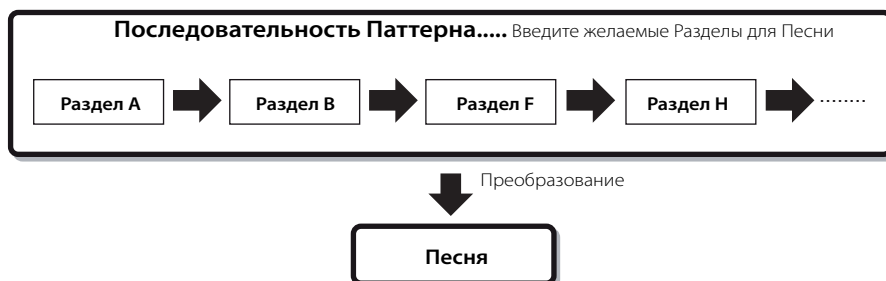 Последовательность Паттерна..... Введите желаемые Разделы для Песни
Раздел A Раздел B Раздел F Раздел H ........
Преобразование
Песня